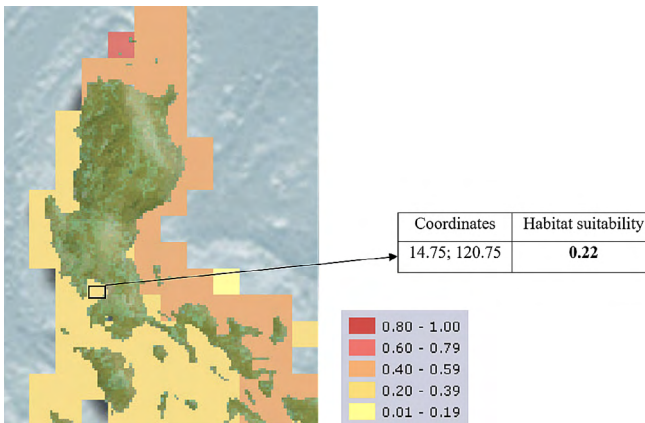 Coordinates Habitat suitability
14.75; 120.75 0.22
0.80 - 1.00
0.60 - 0.79
0.40 - 0.59
0.20 - 0.39
0.01 - 0.19